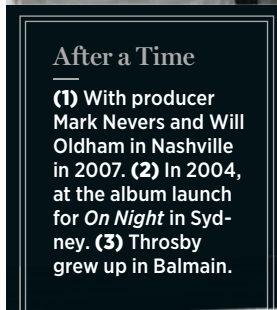 After a Time
(1) With producer
Mark Nevers and Will
Oldham in Nashville
in 2007. (2) In 2004,
at the album launch
for On Night in Syd-
ney. (3) Throsby
grew up in Balmain.